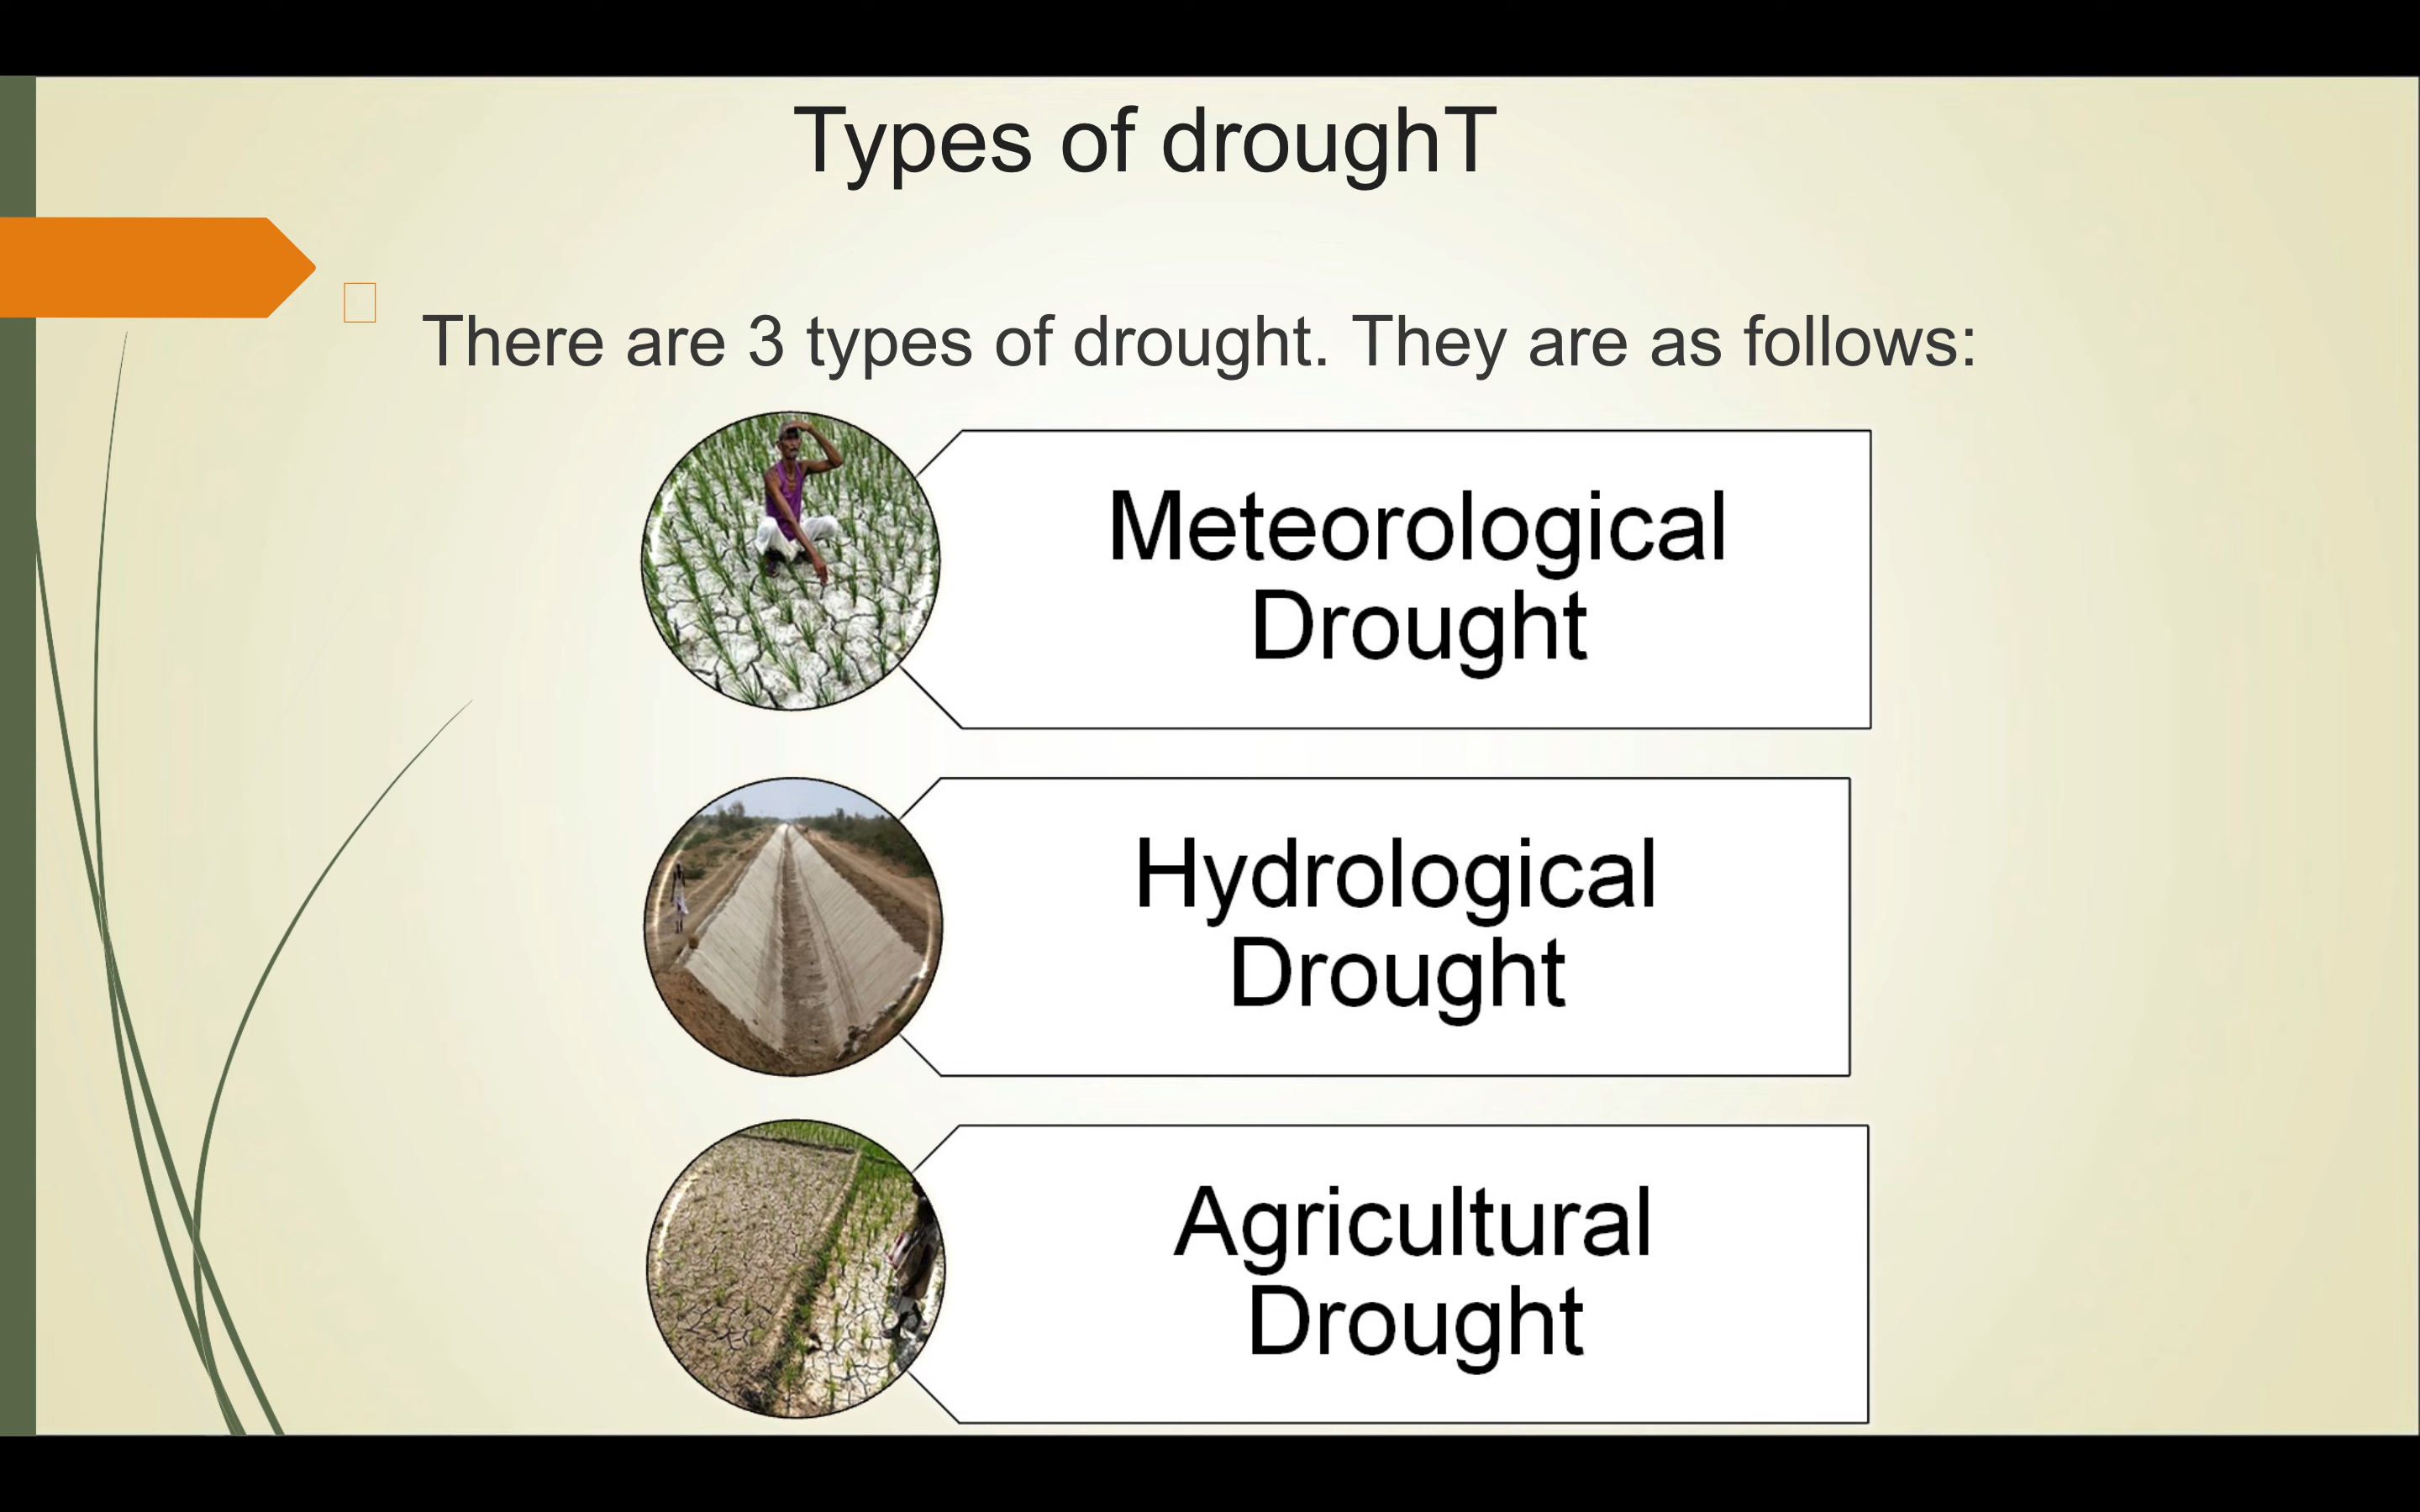 Types of droughT
There are 3 types of drought. They are as follows:
Meteorological
Drought
Hydrological
Drought
Agricultural
Drought